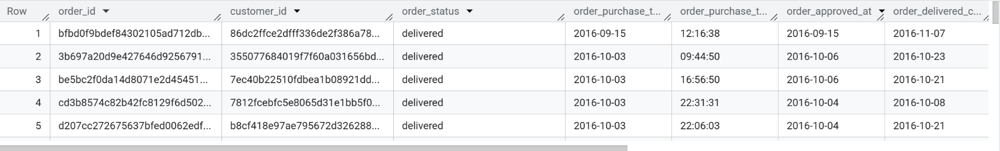 Row order_id customer_id order_status order_purchase_t... order_purchase_t... order_approved_at order_delivered_c...
1 bfbd0f9bdef84302105ad712db... 86dc2ffce2dfff336de2f386a78... delivered 2016-09-15 12:16:38 2016-09-15 2016-11-07
2 3b697a20d9e427646d9256791... 355077684019f7f60a031656bd... delivered 2016-10-03 09:44:50 2016-10-06 2016-10-23
3 be5bc2f0da14d8071e2d45451... 7ec40b22510fdbea1b08921dd... delivered 2016-10-03 16:56:50 2016-10-06 2016-10-21
4 cd3b8574c82b42fc8129f6d502... 7812fcebfc5e8065d31e1bb5f0... delivered 2016-10-03 22:31:31 2016-10-04 2016-10-08
5 d207cc272675637bfed0062edf... b8cf418e97ae795672d326288... delivered 2016-10-03 22:06:03 2016-10-04 2016-10-21